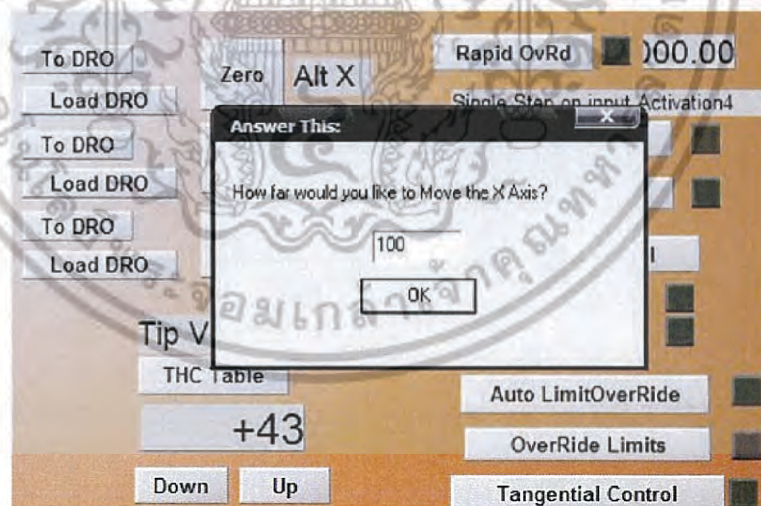 To DRO
Load DRO
To DRO
Load DRO
To DRO
Load DRO
Zero
Alt X
Rapid OvRd
000.00
Single Step on input Activation4
Answer This:
X
How far would you like to Move the X Axis?
100
OK
Tip V
THC Table
+43
Down
Up
Auto LimitOverRide
OverRide Limits
Tangential Control